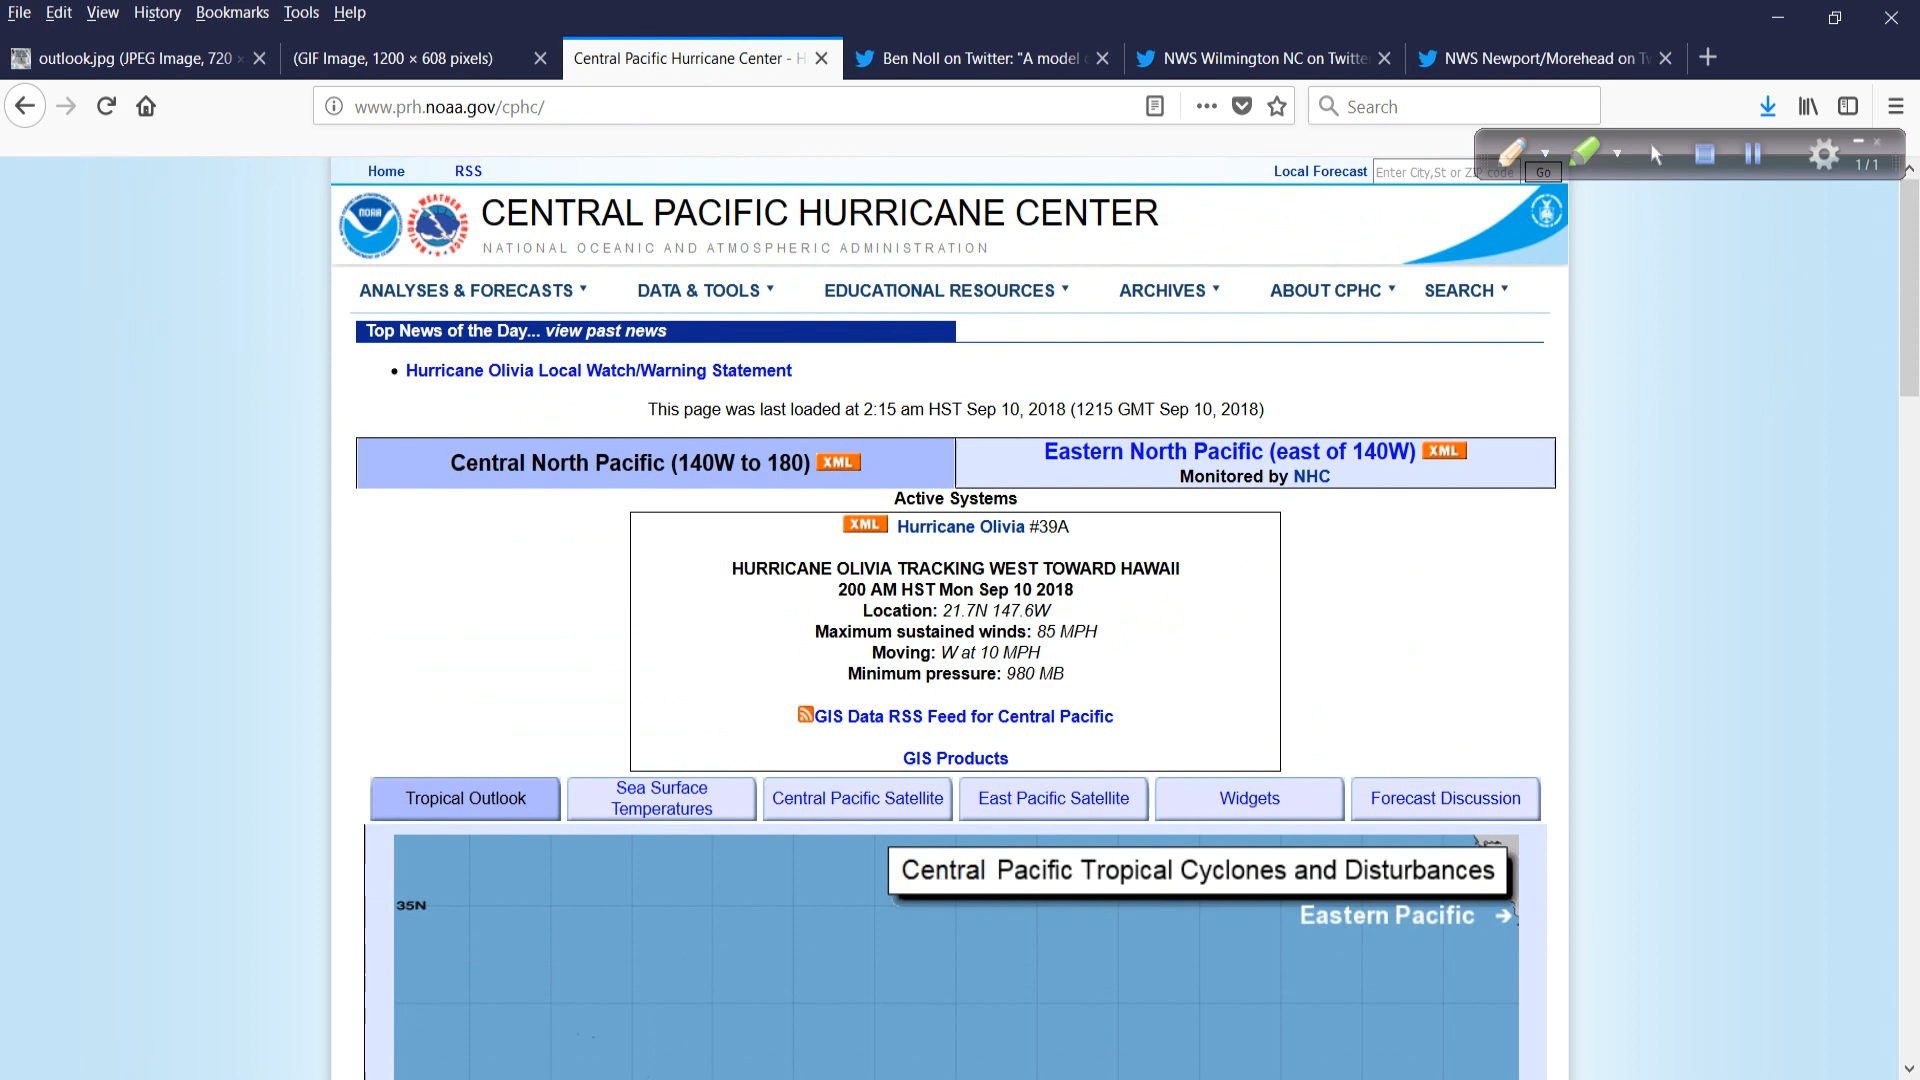 File Edit View History Bookmarks Tools Help
outlook.jpg (JPEG Image, 720 ×
(GIF Image, 1200 × 608 pixels)
Central Pacific Hurricane Center - H
Ben Noll on Twitter: "A model
NWS Wilmington NC on Twitte
NWS Newport/Morehead on Tw
www.prh.noaa.gov/cphc/
Search
1/1
Home RSS Local Forecast Enter City,St or ZIP code Go
NOAA
CENTRAL PACIFIC HURRICANE CENTER
NATIONAL OCEANIC AND ATMOSPHERIC ADMINISTRATION
ANALYSES & FORECASTS DATA & TOOLS EDUCATIONAL RESOURCES ARCHIVES ABOUT CPHC SEARCH
Top News of the Day... view past news
• Hurricane Olivia Local Watch/Warning Statement
This page was last loaded at 2:15 am HST Sep 10, 2018 (1215 GMT Sep 10, 2018)
Central North Pacific (140W to 180) XML
Eastern North Pacific (east of 140W) XML
Monitored by NHC
Active Systems
XML Hurricane Olivia #39A
HURRICANE OLIVIA TRACKING WEST TOWARD HAWAII
200 AM HST Mon Sep 10 2018
Location: 21.7N 147.6W
Maximum sustained winds: 85 MPH
Moving: W at 10 MPH
Minimum pressure: 980 MB
GIS Data RSS Feed for Central Pacific
GIS Products
Tropical Outlook
Sea Surface
Temperatures
Central Pacific Satellite
East Pacific Satellite
Widgets
Forecast Discussion
Central Pacific Tropical Cyclones and Disturbances
35N
Eastern Pacific